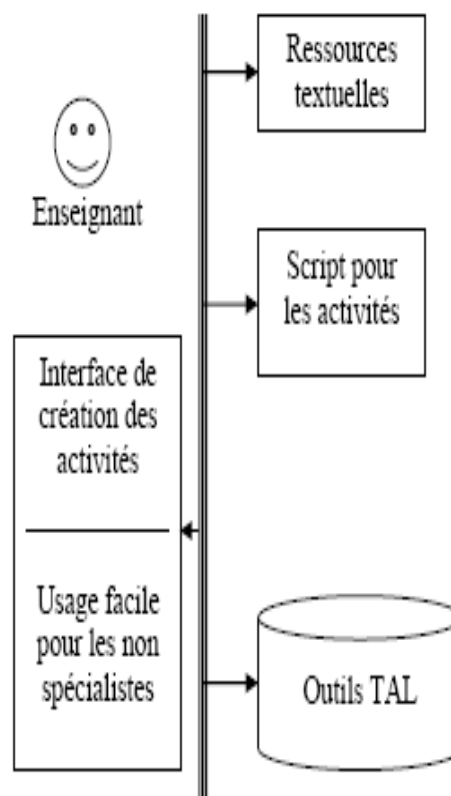 Ressources
textuelles
Enseignant
Script pour
les activités
Interface de
création des
activités
Usage facile
pour les non
spécialistes
Outils TAL